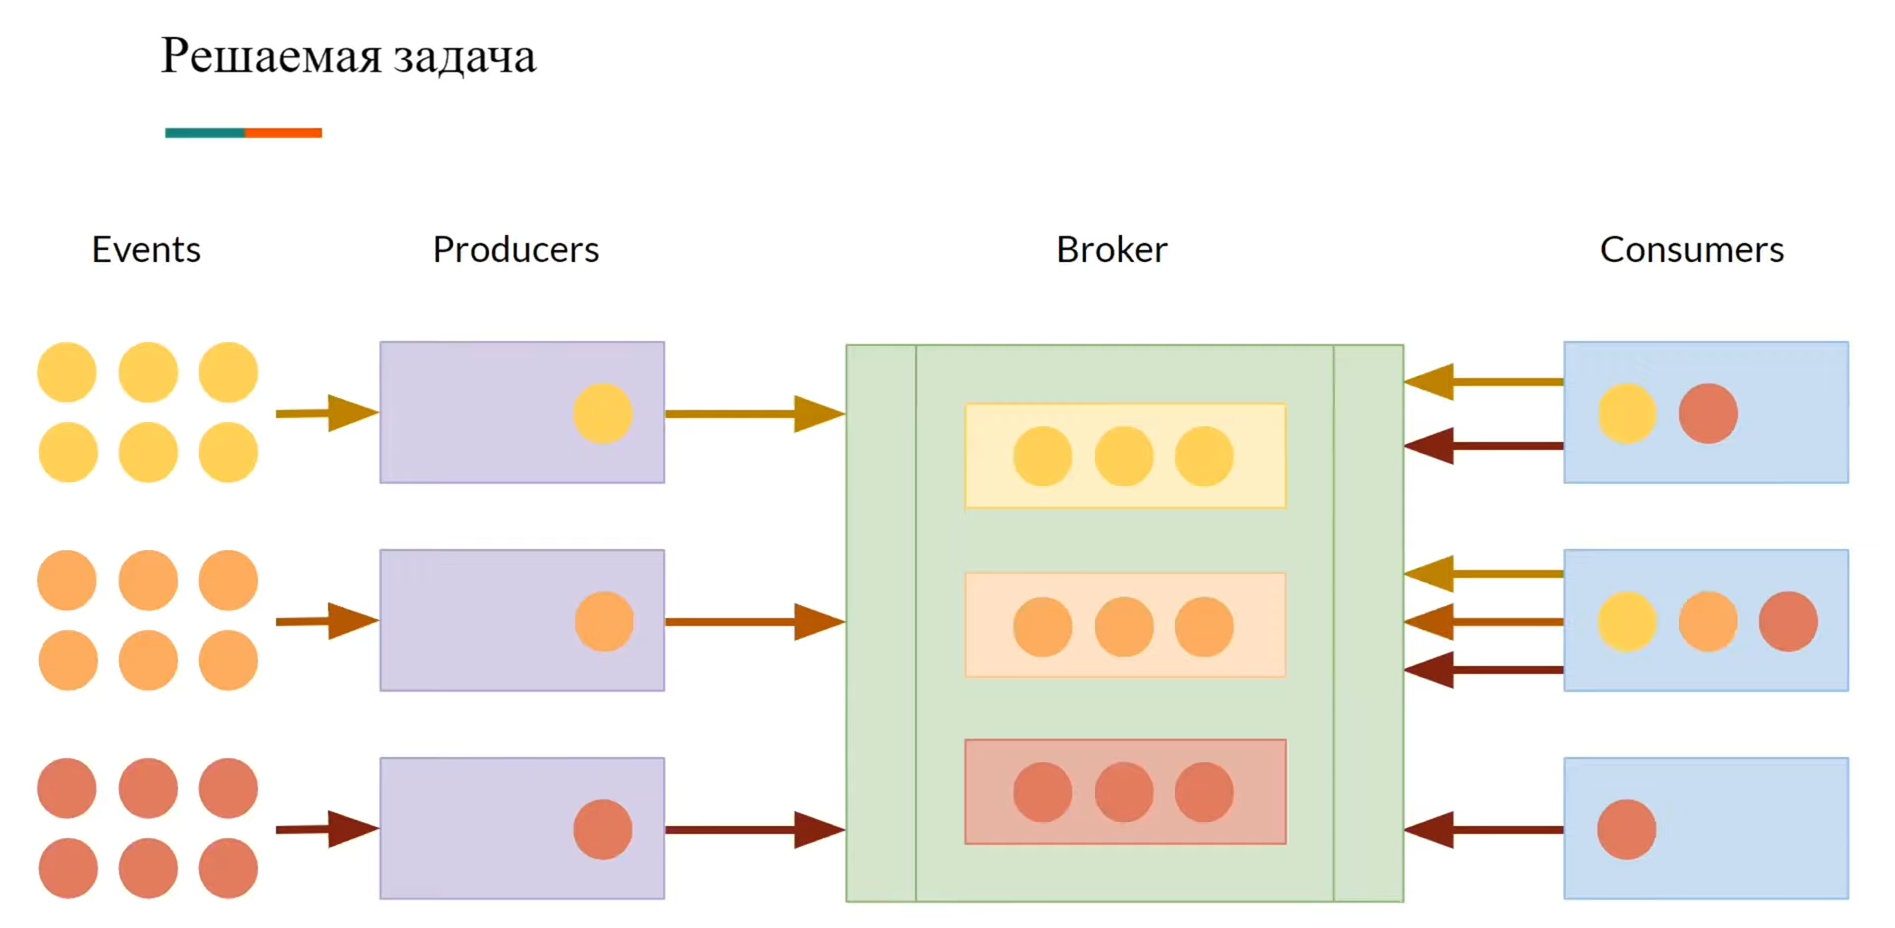 Решаемая задача
Events
Producers
Broker
Consumers